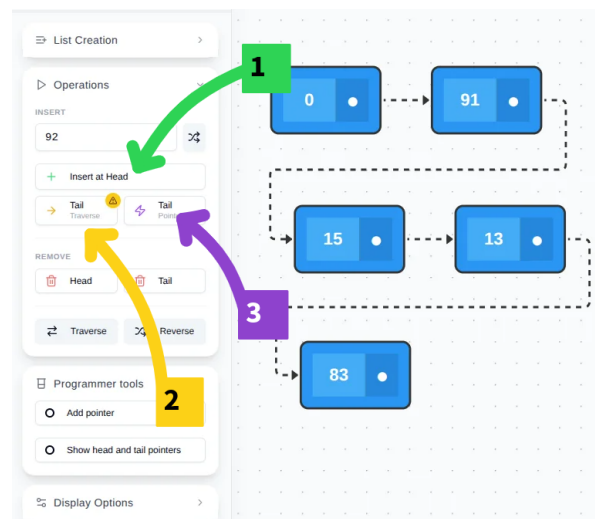 List Creation
Operations
INSERT
92
Insert at Head
Tail
Traverse
Tail
REMOVE
Head
Tail
Traverse
Reverse
Programmer tools
Add pointer
Show head and tail pointers
Display Options
1
2
3
0
91
15
13
83